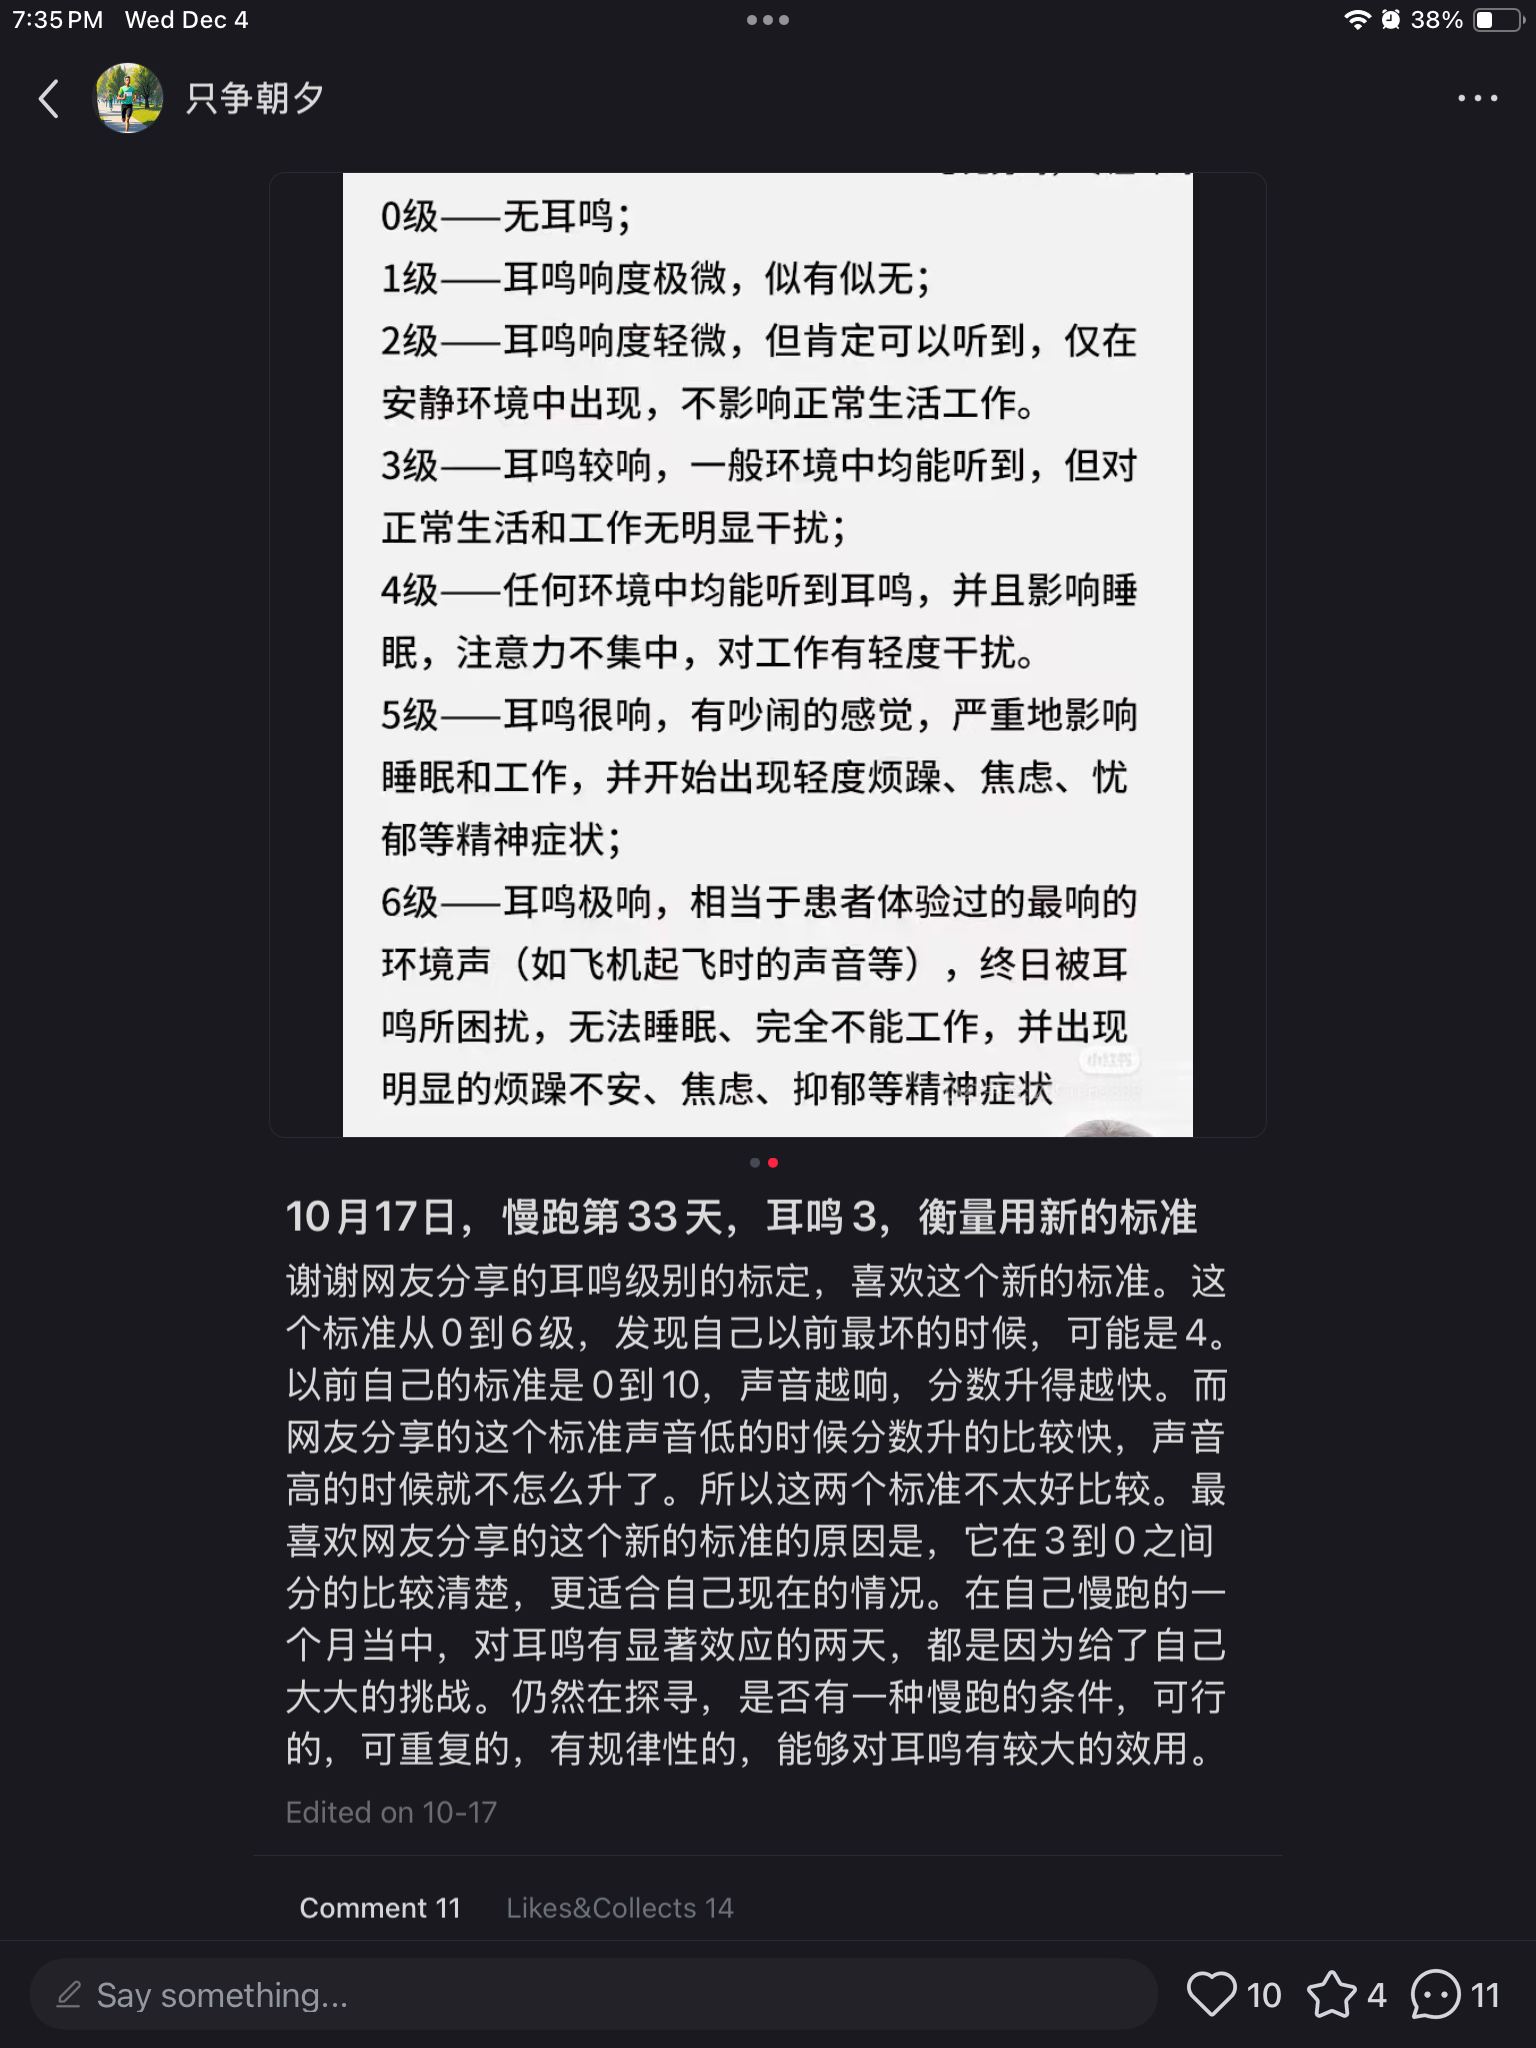 7:35 PM Wed Dec 4
38%
只争朝夕
0级——无耳鸣；
1级——耳鸣响度极微，似有似无；
2级——耳鸣响度轻微，但肯定可以听到，仅在
安静环境中出现，不影响正常生活工作。
3级——耳鸣较响，一般环境中均能听到，但对
正常生活和工作无明显干扰；
4级——任何环境中均能听到耳鸣，并且影响睡
眠，注意力不集中，对工作有轻度干扰。
5级——耳鸣很响，有吵闹的感觉，严重地影响
睡眠和工作，并开始出现轻度烦躁、焦虑、忧
郁等精神症状；
6级——耳鸣极响，相当于患者体验过的最响的
环境声（如飞机起飞时的声音等），终日被耳
鸣所困扰，无法睡眠、完全不能工作，并出现
小红书
明显的烦躁不安、焦虑、抑郁等精神症状
10月17日，慢跑第33天，耳鸣3，衡量用新的标准
谢谢网友分享的耳鸣级别的标定，喜欢这个新的标准。这
个标准从0到6级，发现自己以前最坏的时候，可能是4。
以前自己的标准是0到10，声音越响，分数升得越快。而
网友分享的这个标准声音低的时候分数升的比较快，声音
高的时候就不怎么升了。所以这两个标准不太好比较。最
喜欢网友分享的这个新的标准的原因是，它在3到0之间
分的比较清楚，更适合自己现在的情况。在自己慢跑的一
个月当中，对耳鸣有显著效应的两天，都是因为给了自己
大大的挑战。仍然在探寻，是否有一种慢跑的条件，可行
的，可重复的，有规律性的，能够对耳鸣有较大的效用。
Edited on 10-17
Comment 11 Likes&Collects 14
Say something... 10 4 11